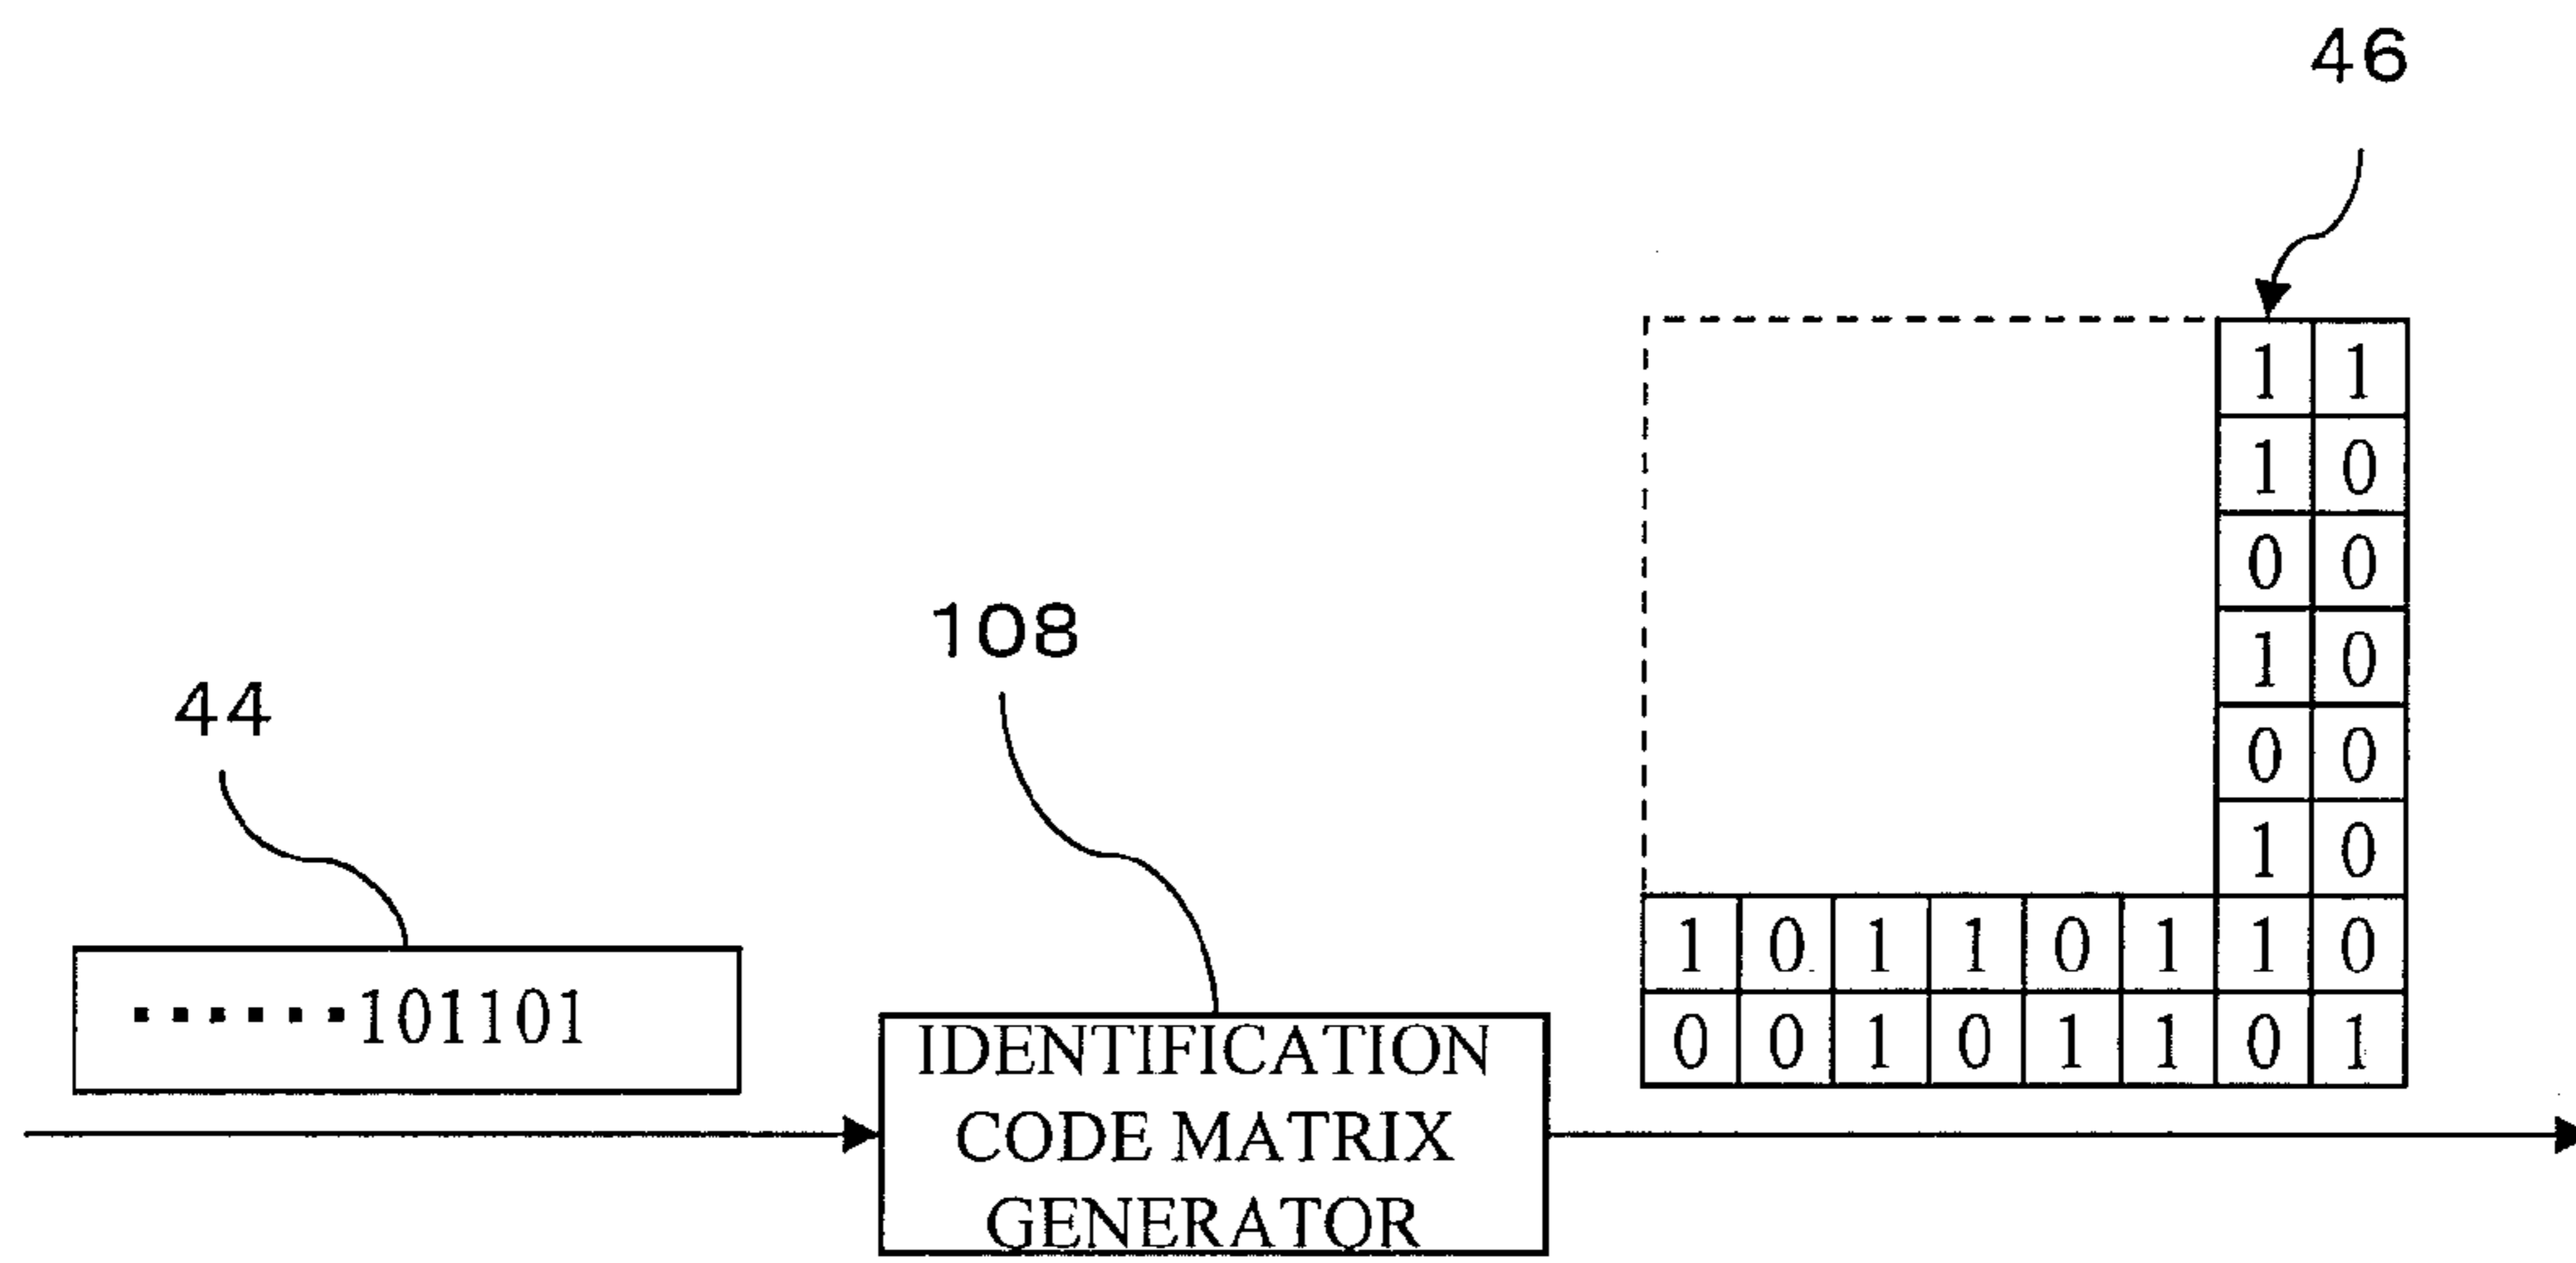 46
1 1
1 0
0 0
1 0
0 0
1 0
1 0 1 1 0 1 1 0
0 0 1 0 1 1 0 1
108
44
······101101
IDENTIFICATION
CODE MATRIX
GENERATOR